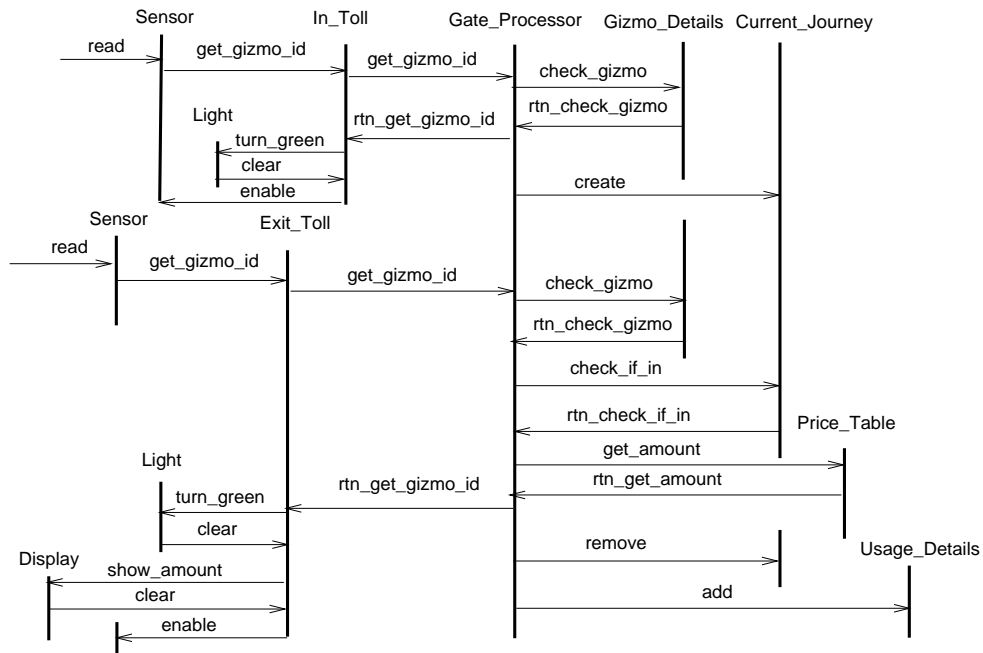 Sensor In_Toll Gate_Processor Gizmo_Details Current_Journey
read
get_gizmo_id
get_gizmo_id
check_gizmo
rtn_check_gizmo
Light
rtn_get_gizmo_id
turn_green
clear
create
enable
Sensor
Exit_Toll
read
get_gizmo_id
get_gizmo_id
check_gizmo
rtn_check_gizmo
check_if_in
rtn_check_if_in
Price_Table
get_amount
Light
rtn_get_gizmo_id
rtn_get_amount
turn_green
clear
remove
Display
Usage_Details
show_amount
clear
add
enable